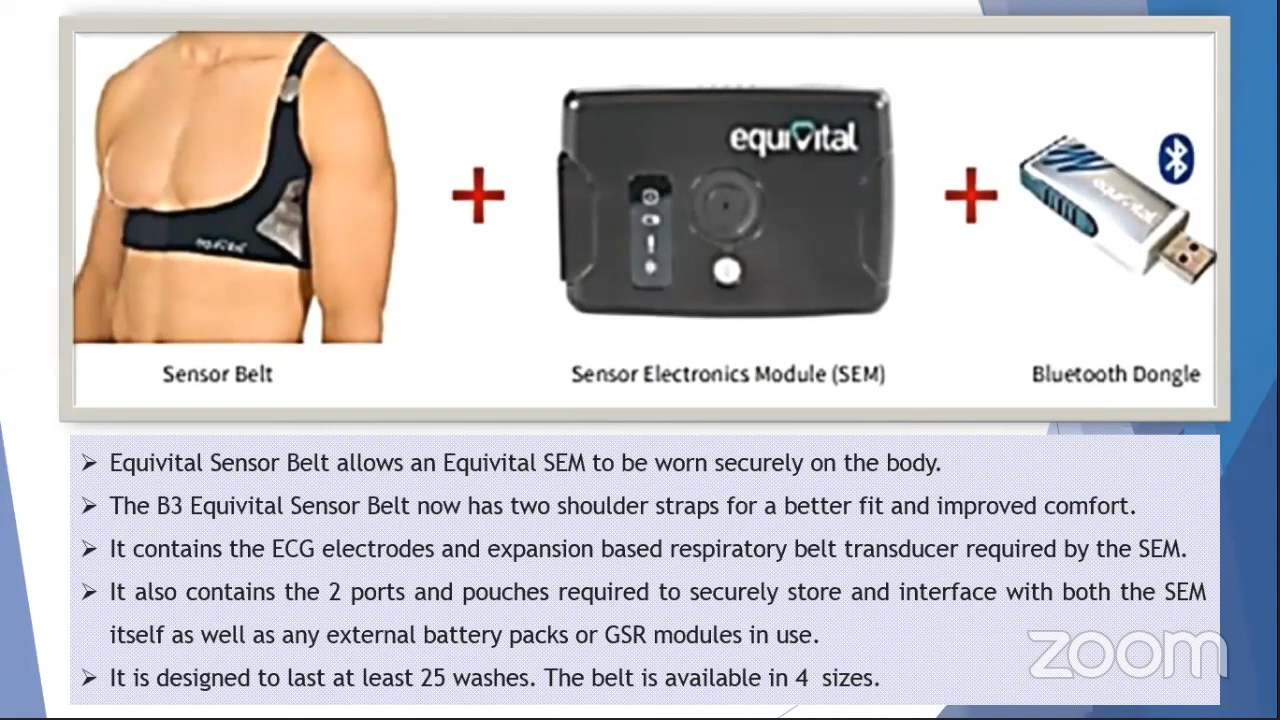 equivital
equivital
equivital
Sensor Belt
Sensor Electronics Module (SEM)
Bluetooth Dongle
➢ Equivital Sensor Belt allows an Equivital SEM to be worn securely on the body.
➢ The B3 Equivital Sensor Belt now has two shoulder straps for a better fit and improved comfort.
➢ It contains the ECG electrodes and expansion based respiratory belt transducer required by the SEM.
➢ It also contains the 2 ports and pouches required to securely store and interface with both the SEM
itself as well as any external battery packs or GSR modules in use.
➢ It is designed to last at least 25 washes. The belt is available in 4 sizes.
zoom